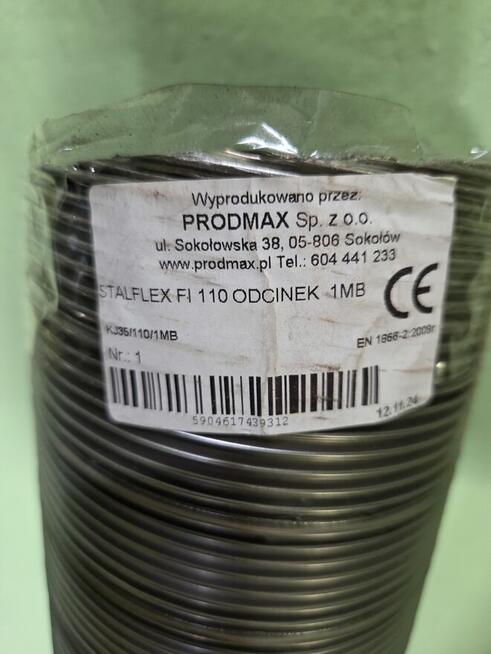 Wyprodukowano przez:
PRODMAX Sp. z o.o.
ul. Sokołowska 38, 05-806 Sokołów
www.prodmax.pl Tel.: 604 441 233
CE
STALFLEX FI 110 ODCINEK 1MB
KJ35/110/1MB
EN 1856-2:2009r
Nr.: 1
5904617439312
12.11.24